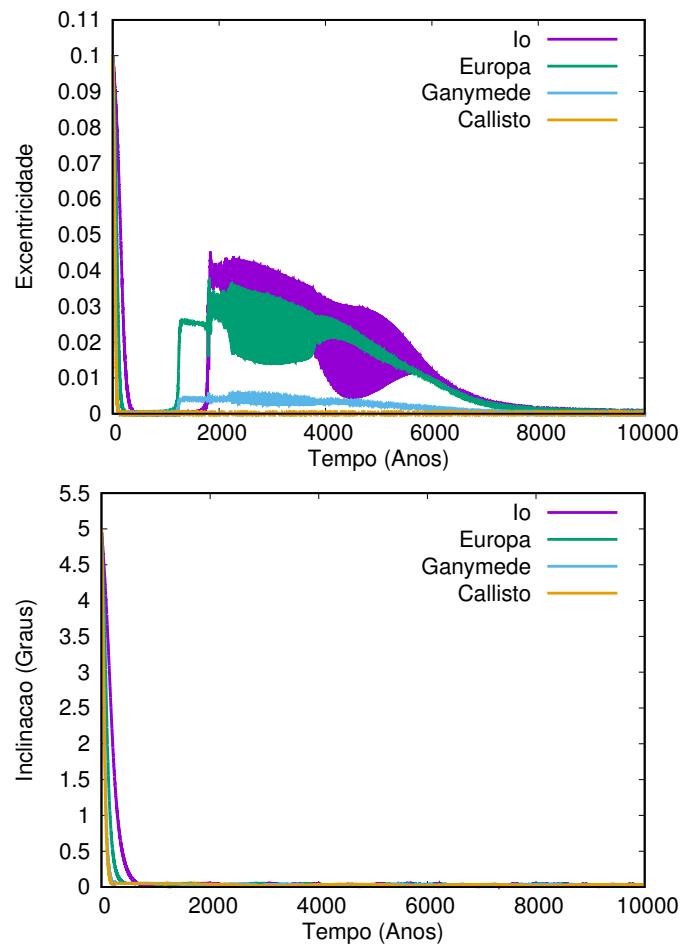 0.11
0.1
0.09
0.08
0.07
0.06
0.05
0.04
0.03
0.02
0.01
0
Excentricidade
Io
Europa
Ganymede
Callisto
0 2000 4000 6000 8000 10000
Tempo (Anos)
5.5
5
4.5
4
3.5
3
2.5
2
1.5
1
0.5
0
Inclinacao (Graus)
Io
Europa
Ganymede
Callisto
0 2000 4000 6000 8000 10000
Tempo (Anos)